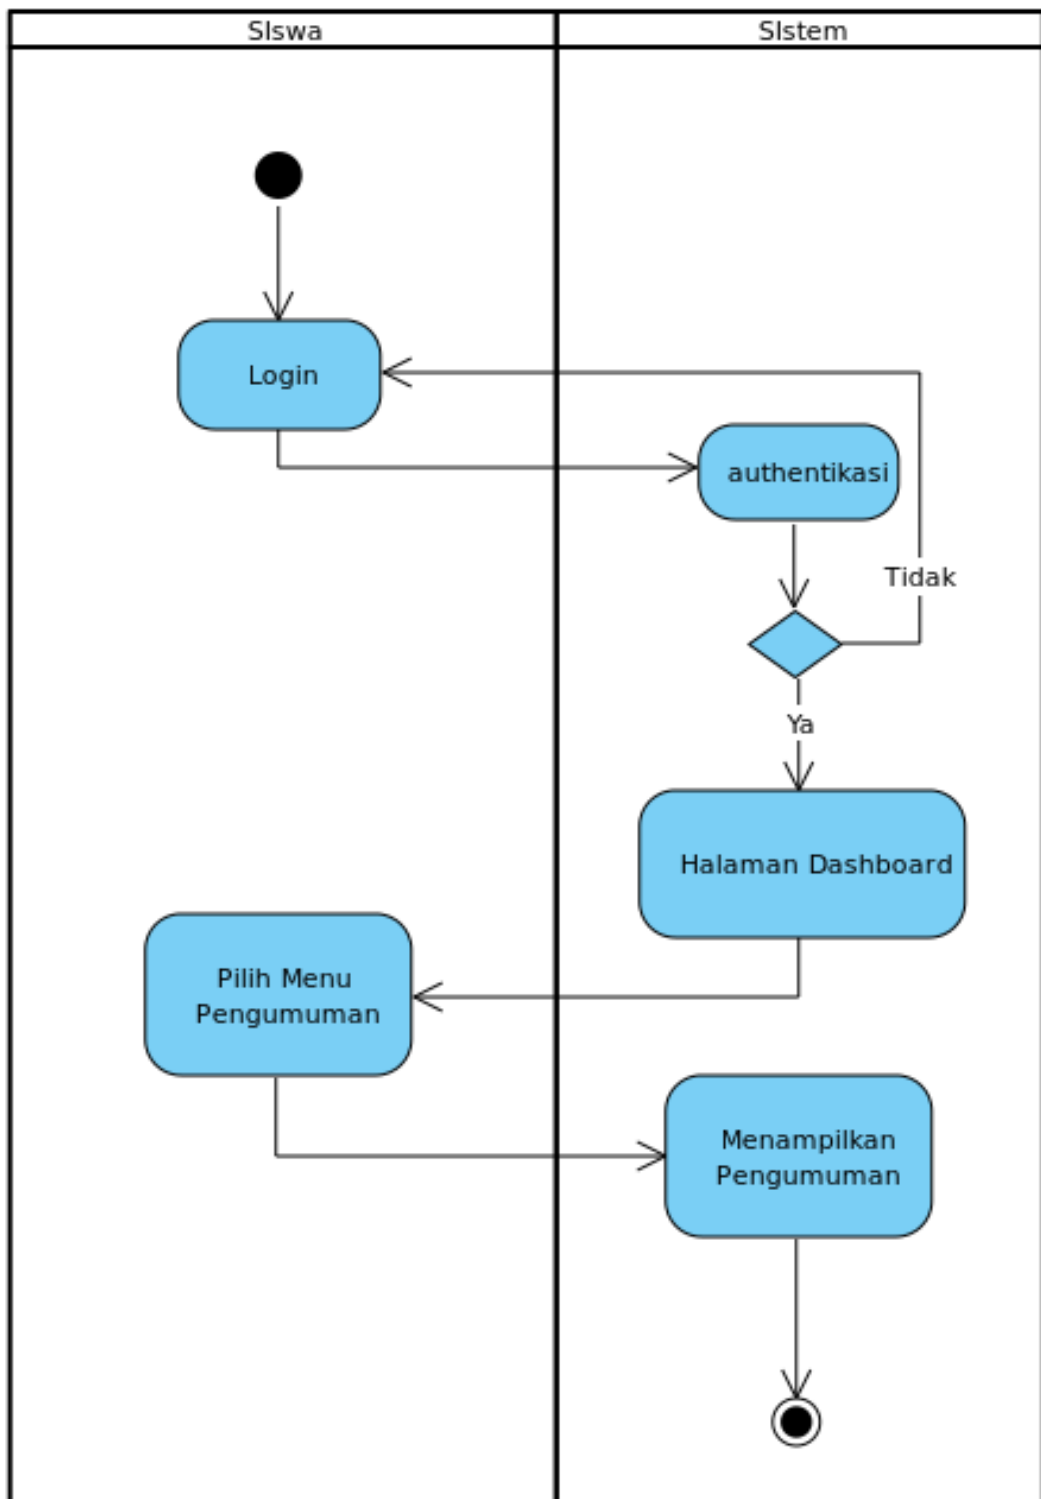 SIswa
SIstem
Login
authentikasi
Tidak
Ya
Halaman Dashboard
Pilih Menu
Pengumuman
Menampilkan
Pengumuman